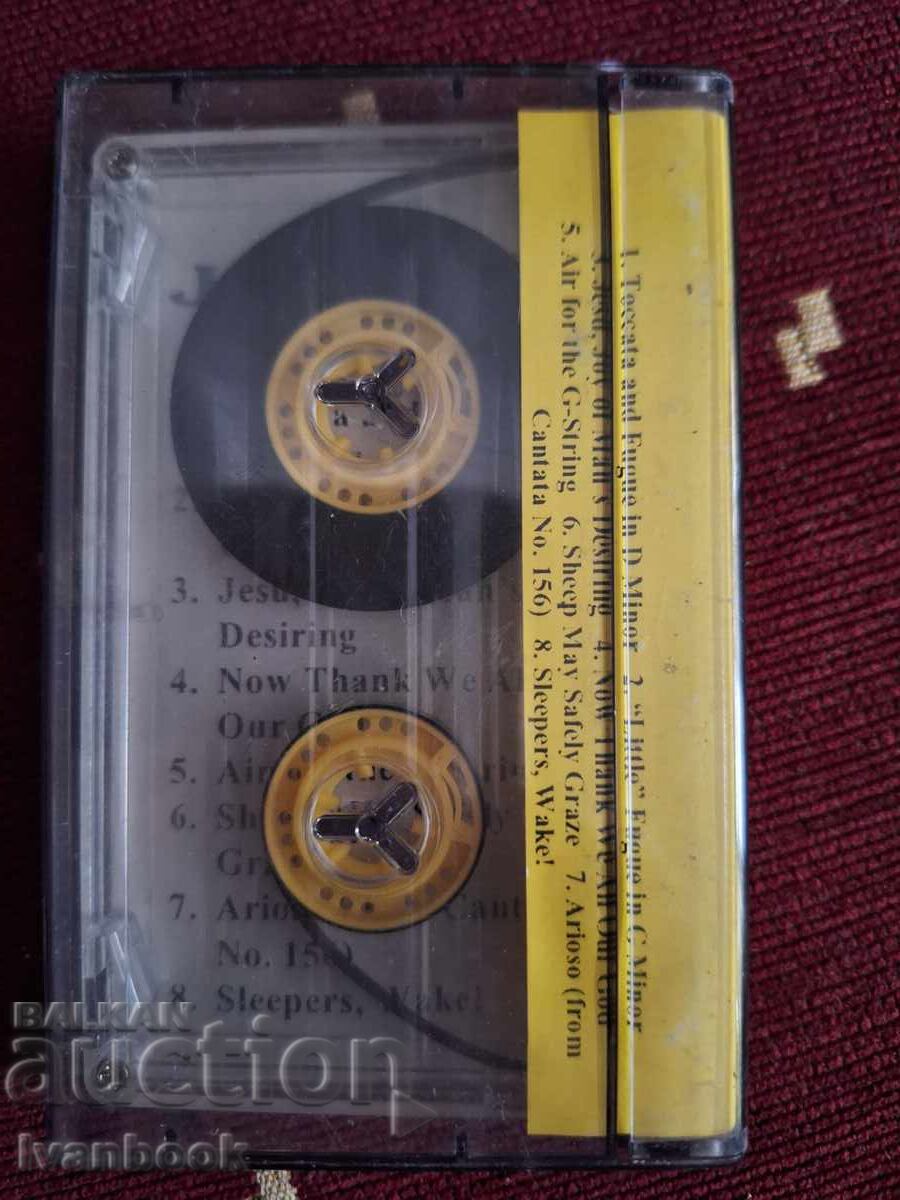 1. Toccata and Fugue in D Minor 2. "Little" Fugue in G Minor
3. Jesu, Joy of Man's Desiring 4. Now Thank We All Our God
5. Air for the G-String 6. Sheep May Safely Graze 7. Arioso (from
Cantata No. 156) 8. Sleepers, Wake!
J
2.
3. Jesu,
Desiring
4. Now Thank We
Our
5.
6.
7.
No. 156)
8. Sleepers, Wake!
BALKAN
auction
Ivanbook